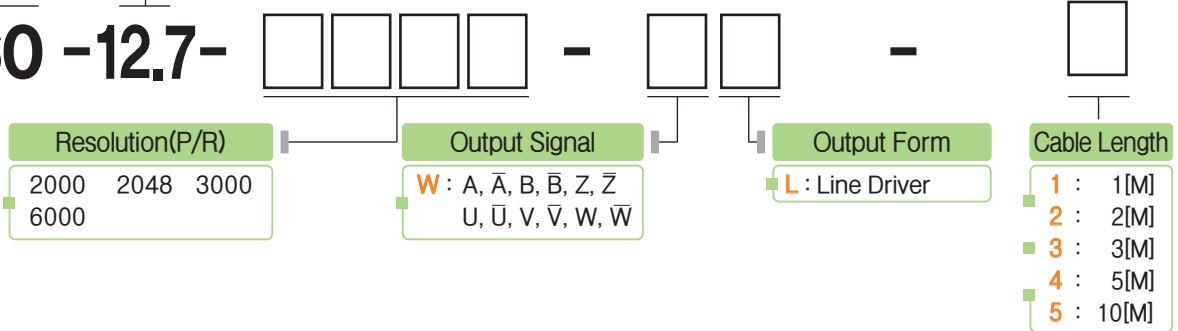 0 -12.7- □□□□ - □□ - □
Resolution(P/R)
2000 2048 3000
6000
Output Signal
W : A, A̅, B, B̅, Z, Z̅
U, U̅, V, V̅, W, W̅
Output Form
L : Line Driver
Cable Length
1 : 1[M]
2 : 2[M]
3 : 3[M]
4 : 5[M]
5 : 10[M]